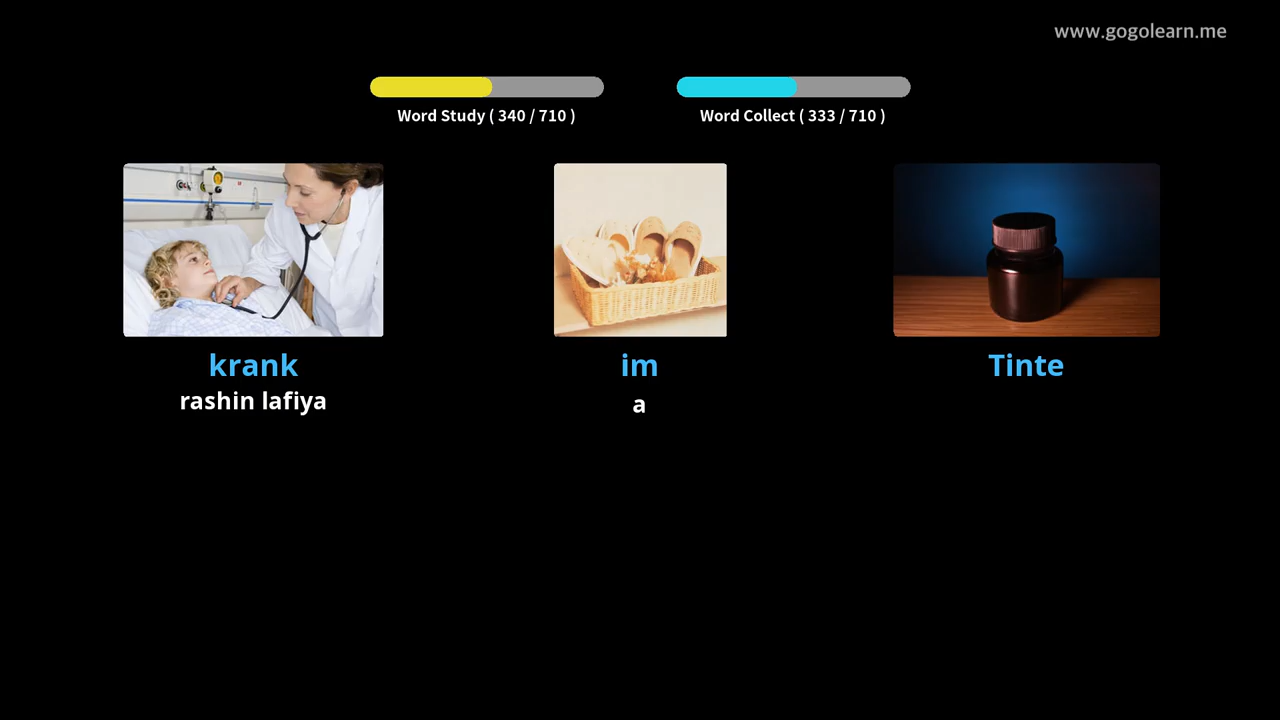 www.gogolearn.me
Word Study ( 340 / 710 )
Word Collect ( 333 / 710 )
krank
im
Tinte
rashin lafiya
a